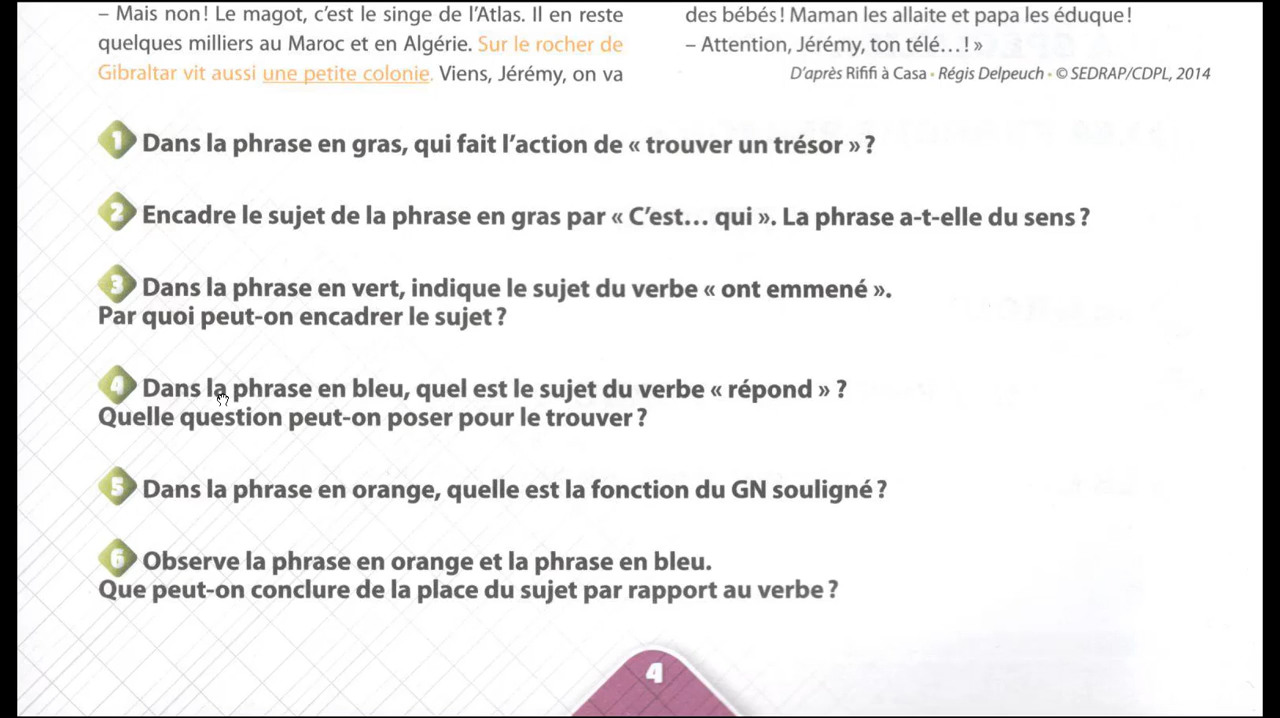 – Mais non ! Le magot, c'est le singe de l'Atlas. Il en reste
quelques milliers au Maroc et en Algérie. Sur le rocher de
Gibraltar vit aussi une petite colonie. Viens, Jérémy, on va
des bébés ! Maman les allaite et papa les éduque !
– Attention, Jérémy, ton télé… ! »
D'après Rififi à Casa • Régis Delpeuch • © SEDRAP/CDPL, 2014
1 Dans la phrase en gras, qui fait l'action de « trouver un trésor » ?
2 Encadre le sujet de la phrase en gras par « C'est… qui ». La phrase a-t-elle du sens ?
3 Dans la phrase en vert, indique le sujet du verbe « ont emmené ».
Par quoi peut-on encadrer le sujet ?
4 Dans la phrase en bleu, quel est le sujet du verbe « répond » ?
Quelle question peut-on poser pour le trouver ?
5 Dans la phrase en orange, quelle est la fonction du GN souligné ?
6 Observe la phrase en orange et la phrase en bleu.
Que peut-on conclure de la place du sujet par rapport au verbe ?
4